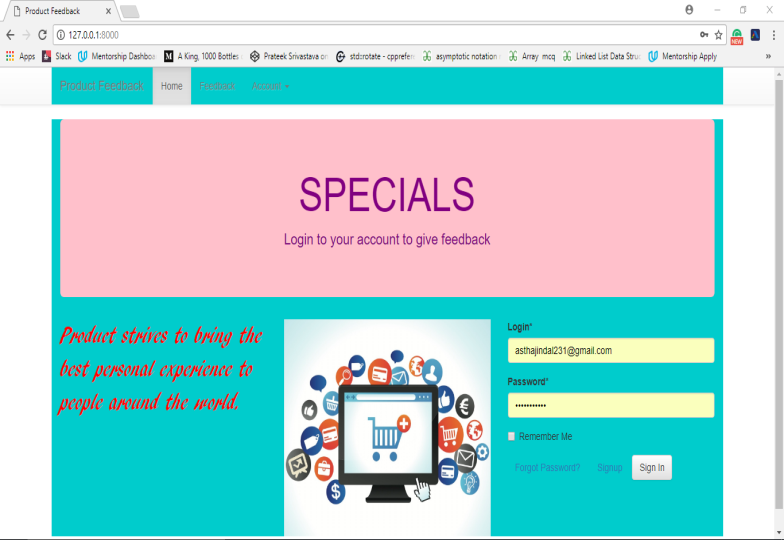 Product Feedback
127.0.0.1:8000
NEW
Apps Slack Mentorship Dashboa A King, 1000 Bottles Prateek Srivastava on std::rotate - cpprefere asymptotic notation Array mcq Linked List Data Struc Mentorship Apply »
Product Feedback Home Feedback Account
SPECIALS
Login to your account to give feedback
Product strives to bring the
best personal experience to
people around the world.
Login*
asthajindal231@gmail.com
Password*
•••••••••••
Remember Me
Forgot Password? Signup Sign In